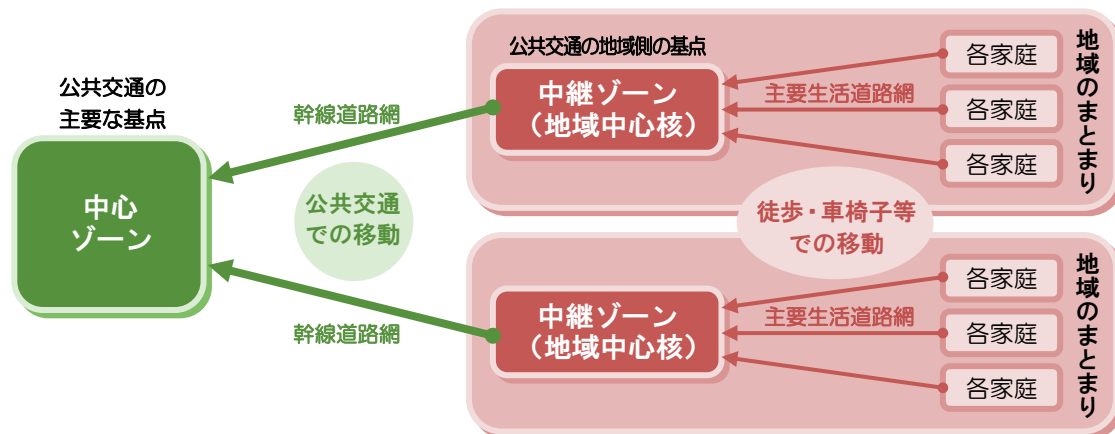 公共交通の
主要な基点
中心
ゾーン
幹線道路網
公共交通
での移動
幹線道路網
公共交通の地域側の基点
中継ゾーン
（地域中心核）
主要生活道路網
各家庭
各家庭
各家庭
地域のまとまり
徒歩・車椅子等
での移動
中継ゾーン
（地域中心核）
主要生活道路網
各家庭
各家庭
各家庭
地域のまとまり